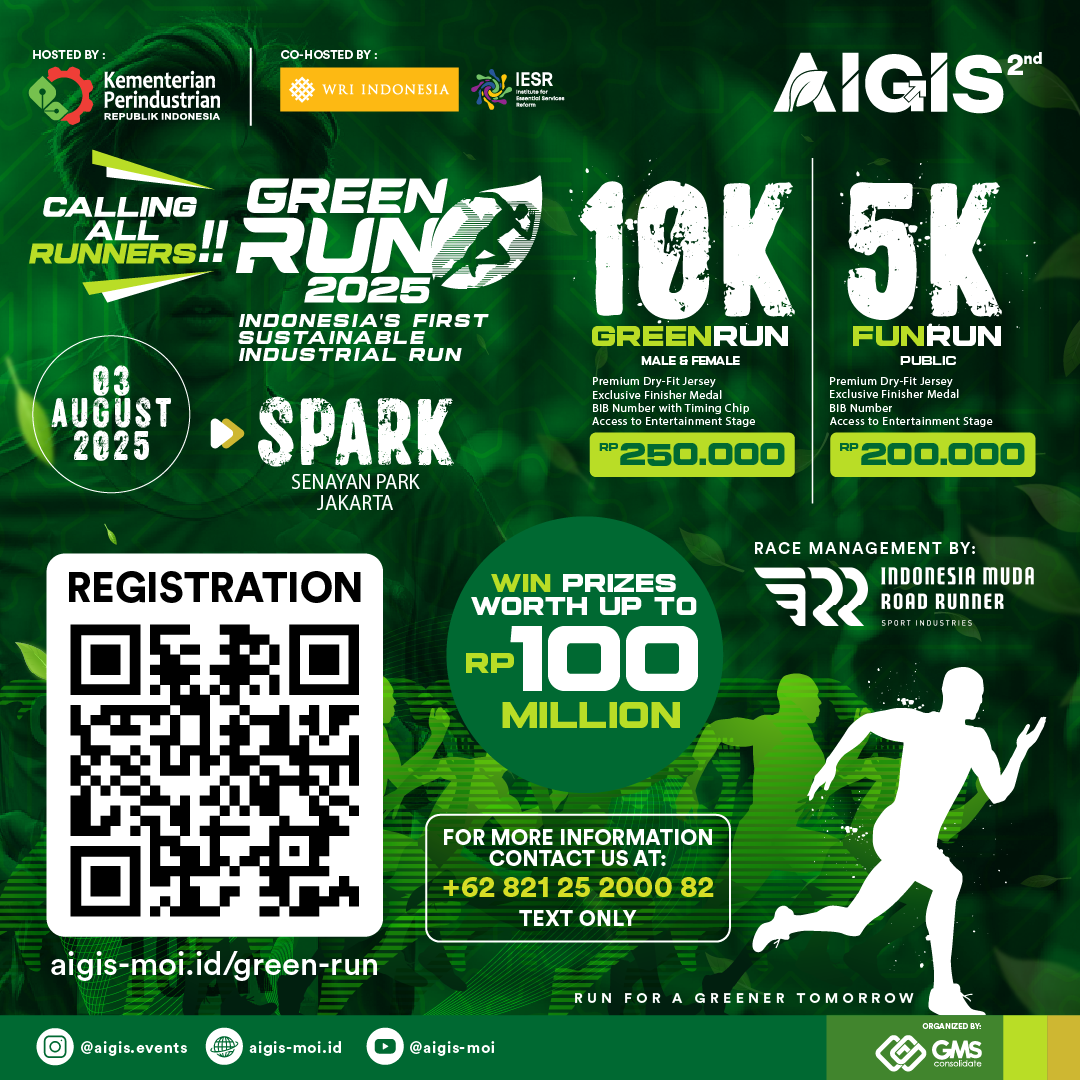 HOSTED BY :
Kementerian
Perindustrian
REPUBLIK INDONESIA
CO-HOSTED BY :
WRI INDONESIA
IESR
Institute for
Essential Services
Reform
AIGIS 2nd
CALLING
ALL
RUNNERS!!
GREEN
RUN
2025
INDONESIA'S FIRST
SUSTAINABLE
INDUSTRIAL RUN
03
AUGUST
2025
SPARK
SENAYAN PARK
JAKARTA
10K
GREENRUN
MALE & FEMALE
Premium Dry-Fit Jersey
Exclusive Finisher Medal
BIB Number with Timing Chip
Access to Entertainment Stage
RP 250.000
5K
FUNRUN
PUBLIC
Premium Dry-Fit Jersey
Exclusive Finisher Medal
BIB Number
Access to Entertainment Stage
RP 200.000
REGISTRATION
aigis-moi.id/green-run
WIN PRIZES
WORTH UP TO
RP 100
MILLION
RACE MANAGEMENT BY:
INDONESIA MUDA
ROAD RUNNER
SPORT INDUSTRIES
FOR MORE INFORMATION
CONTACT US AT:
+62 821 25 2000 82
TEXT ONLY
RUN FOR A GREENER TOMORROW
@aigis.events
aigis-moi.id
@aigis-moi
ORGANIZED BY:
GMS
consolidate